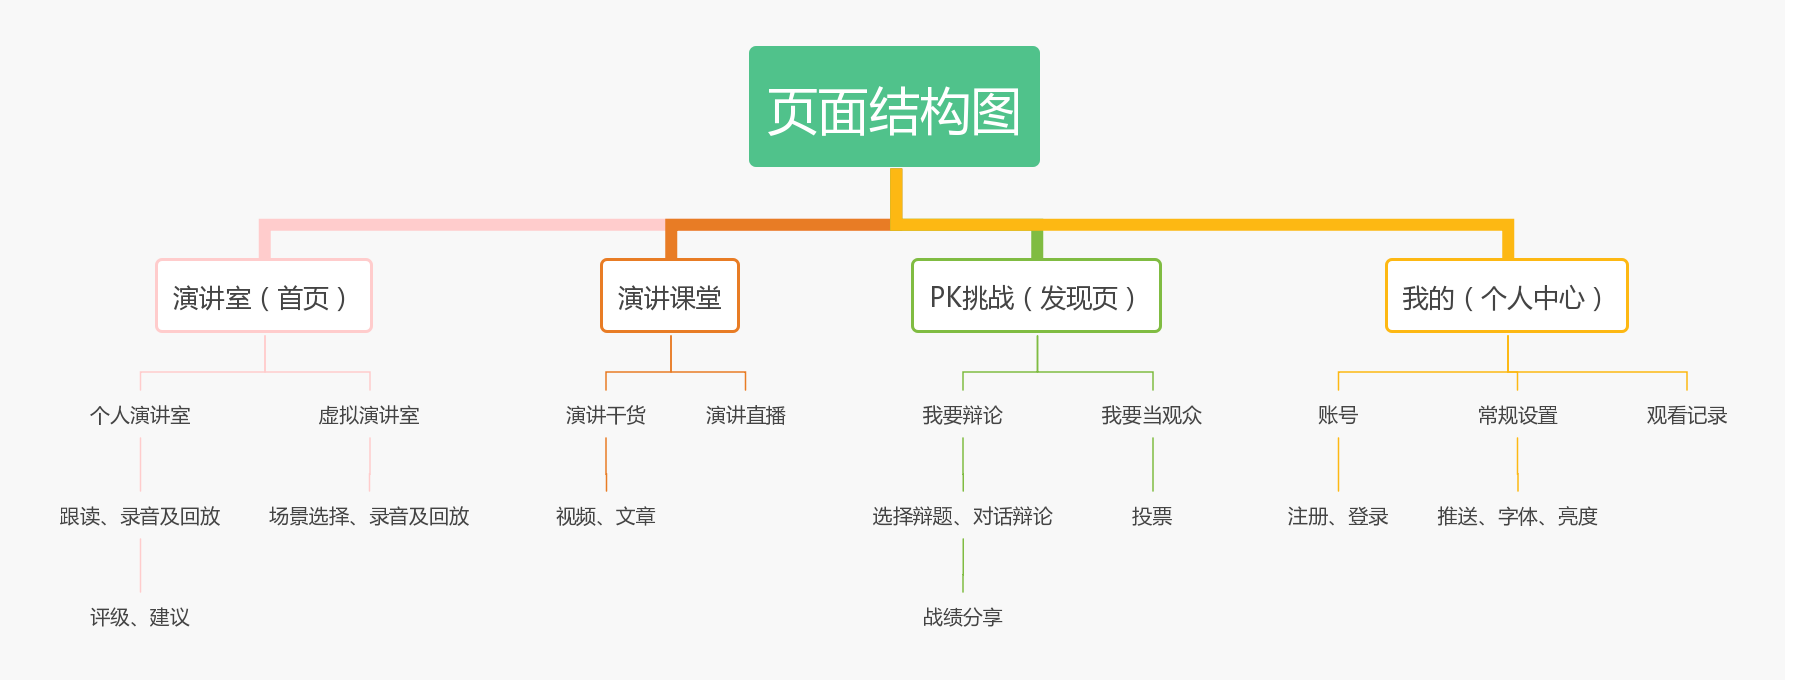 页面结构图
演讲室（首页）
演讲课堂
PK挑战（发现页）
我的（个人中心）
个人演讲室
虚拟演讲室
演讲干货
演讲直播
我要辩论
我要当观众
账号
常规设置
观看记录
跟读、录音及回放
场景选择、录音及回放
视频、文章
选择辩题、对话辩论
投票
注册、登录
推送、字体、亮度
评级、建议
战绩分享